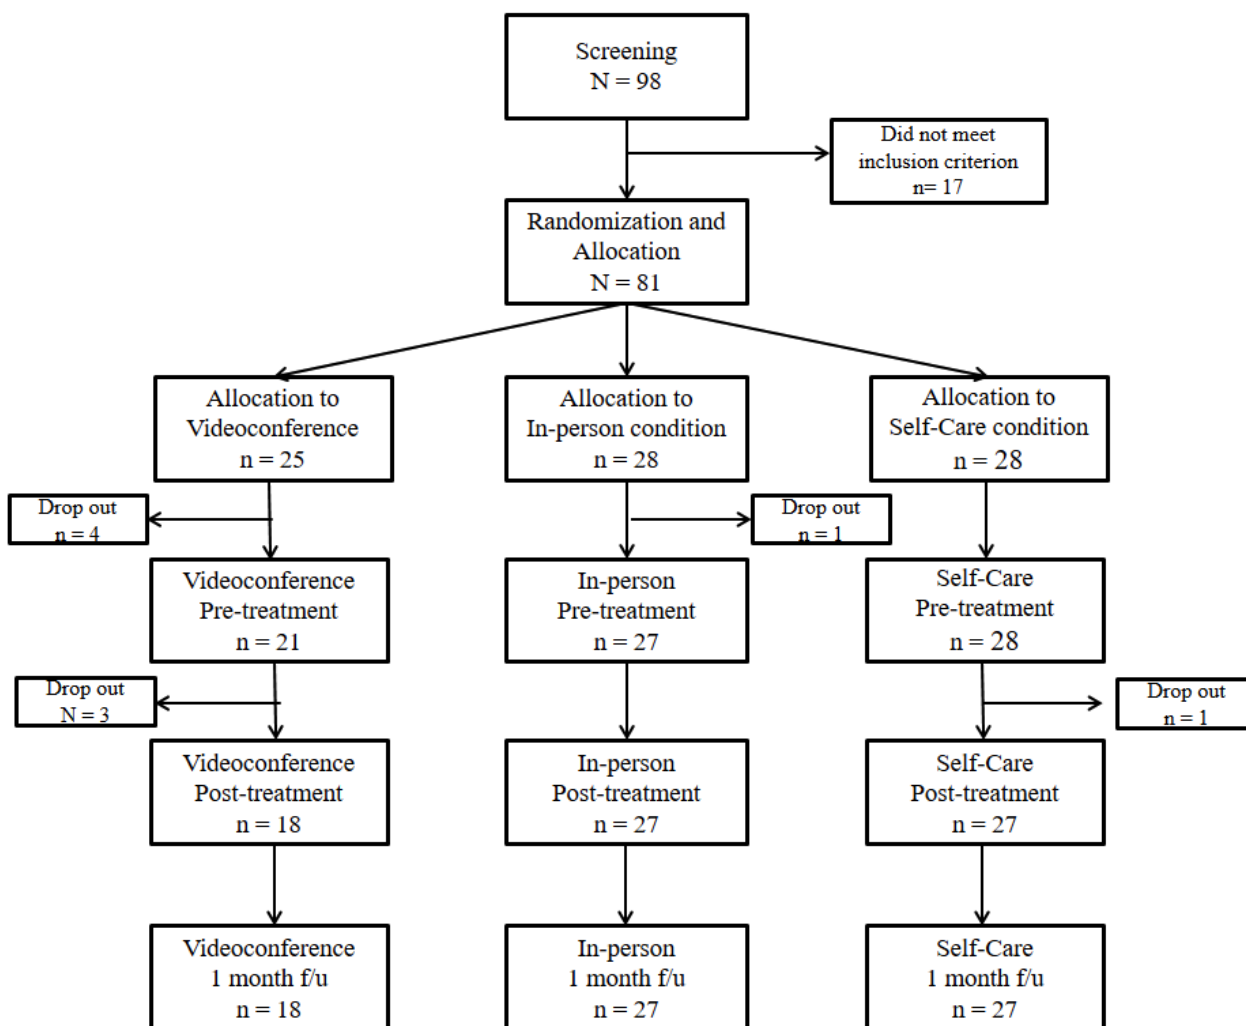 Screening
N = 98
Did not meet
inclusion criterion
n= 17
Randomization and
Allocation
N = 81
Allocation to
Videoconference
n = 25
Allocation to
In-person condition
n = 28
Allocation to
Self-Care condition
n = 28
Drop out
n = 4
Drop out
n = 1
Videoconference
Pre-treatment
n = 21
In-person
Pre-treatment
n = 27
Self-Care
Pre-treatment
n = 28
Drop out
N = 3
Drop out
n = 1
Videoconference
Post-treatment
n = 18
In-person
Post-treatment
n = 27
Self-Care
Post-treatment
n = 27
Videoconference
1 month f/u
n = 18
In-person
1 month f/u
n = 27
Self-Care
1 month f/u
n = 27